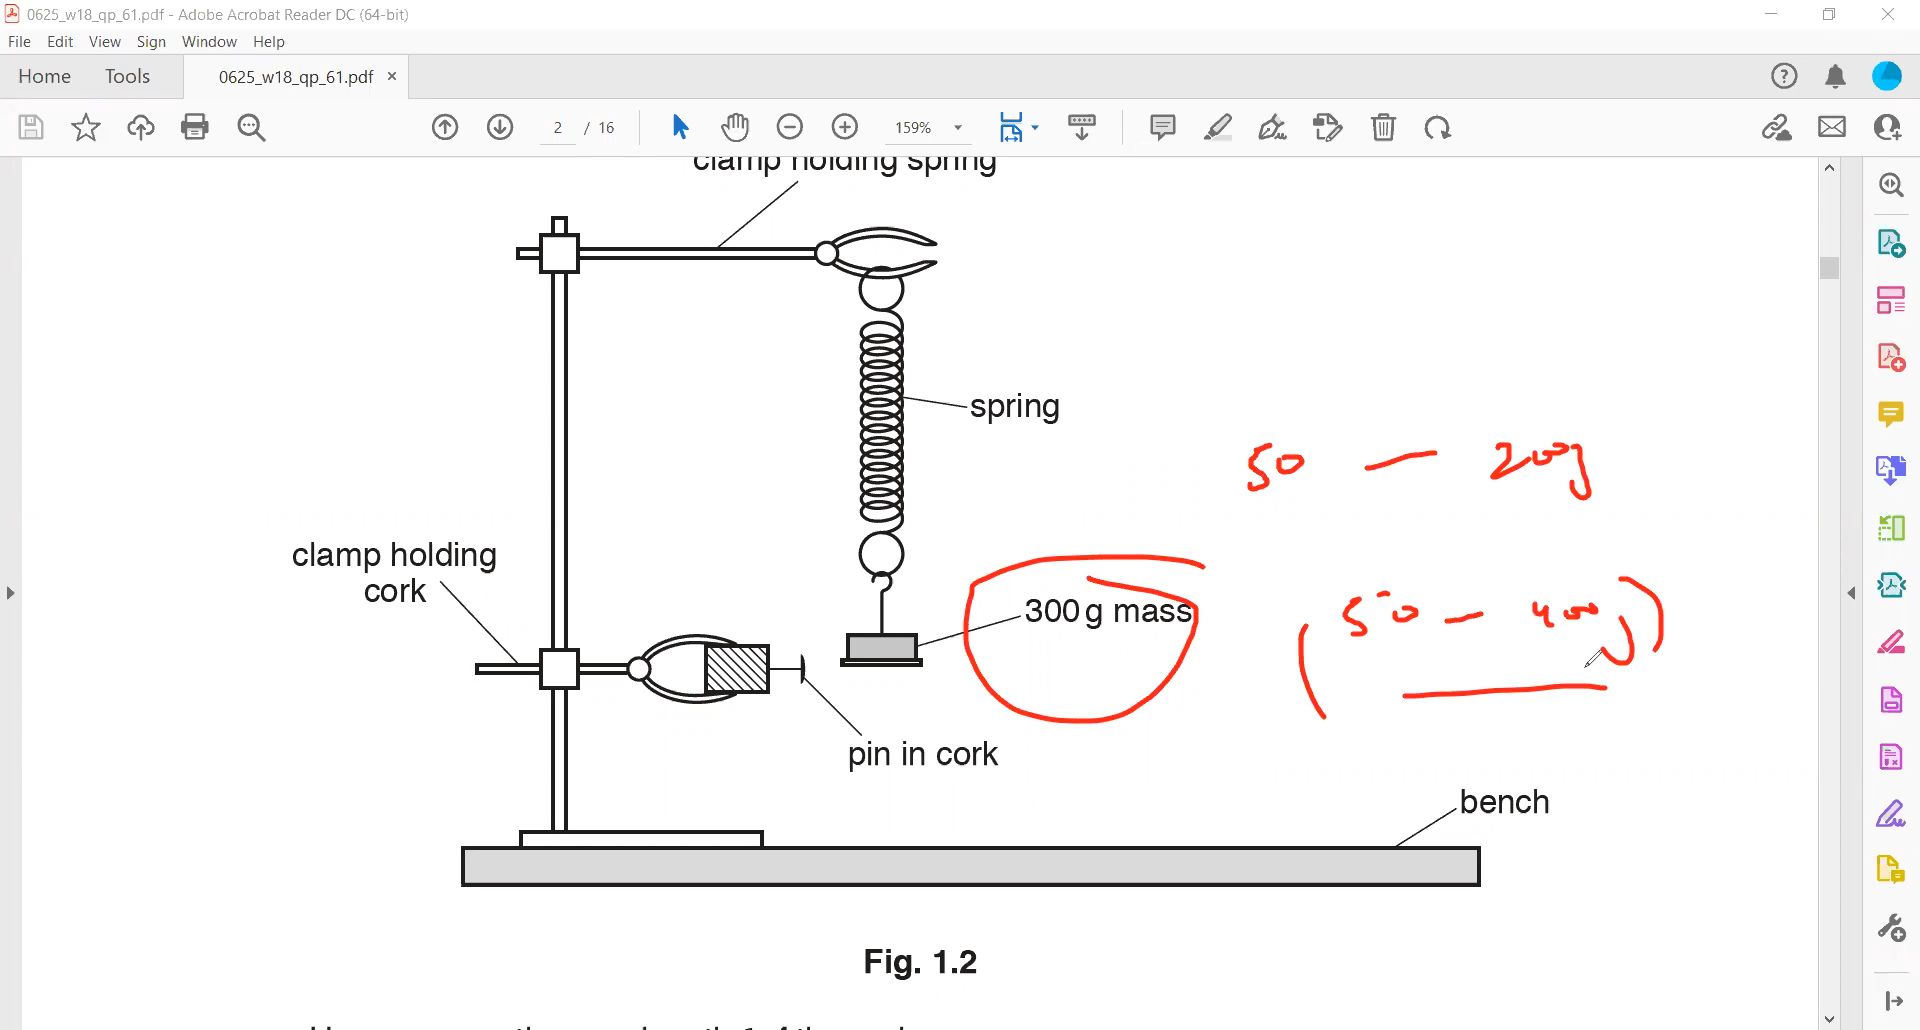 0625_w18_qp_61.pdf - Adobe Acrobat Reader DC (64-bit)
File Edit View Sign Window Help
Home Tools 0625_w18_qp_61.pdf ×
2 / 16 159%
clamp holding spring
spring
50 — 200g
clamp holding
cork
300 g mass
(50 — 400g)
pin in cork
bench
Fig. 1.2